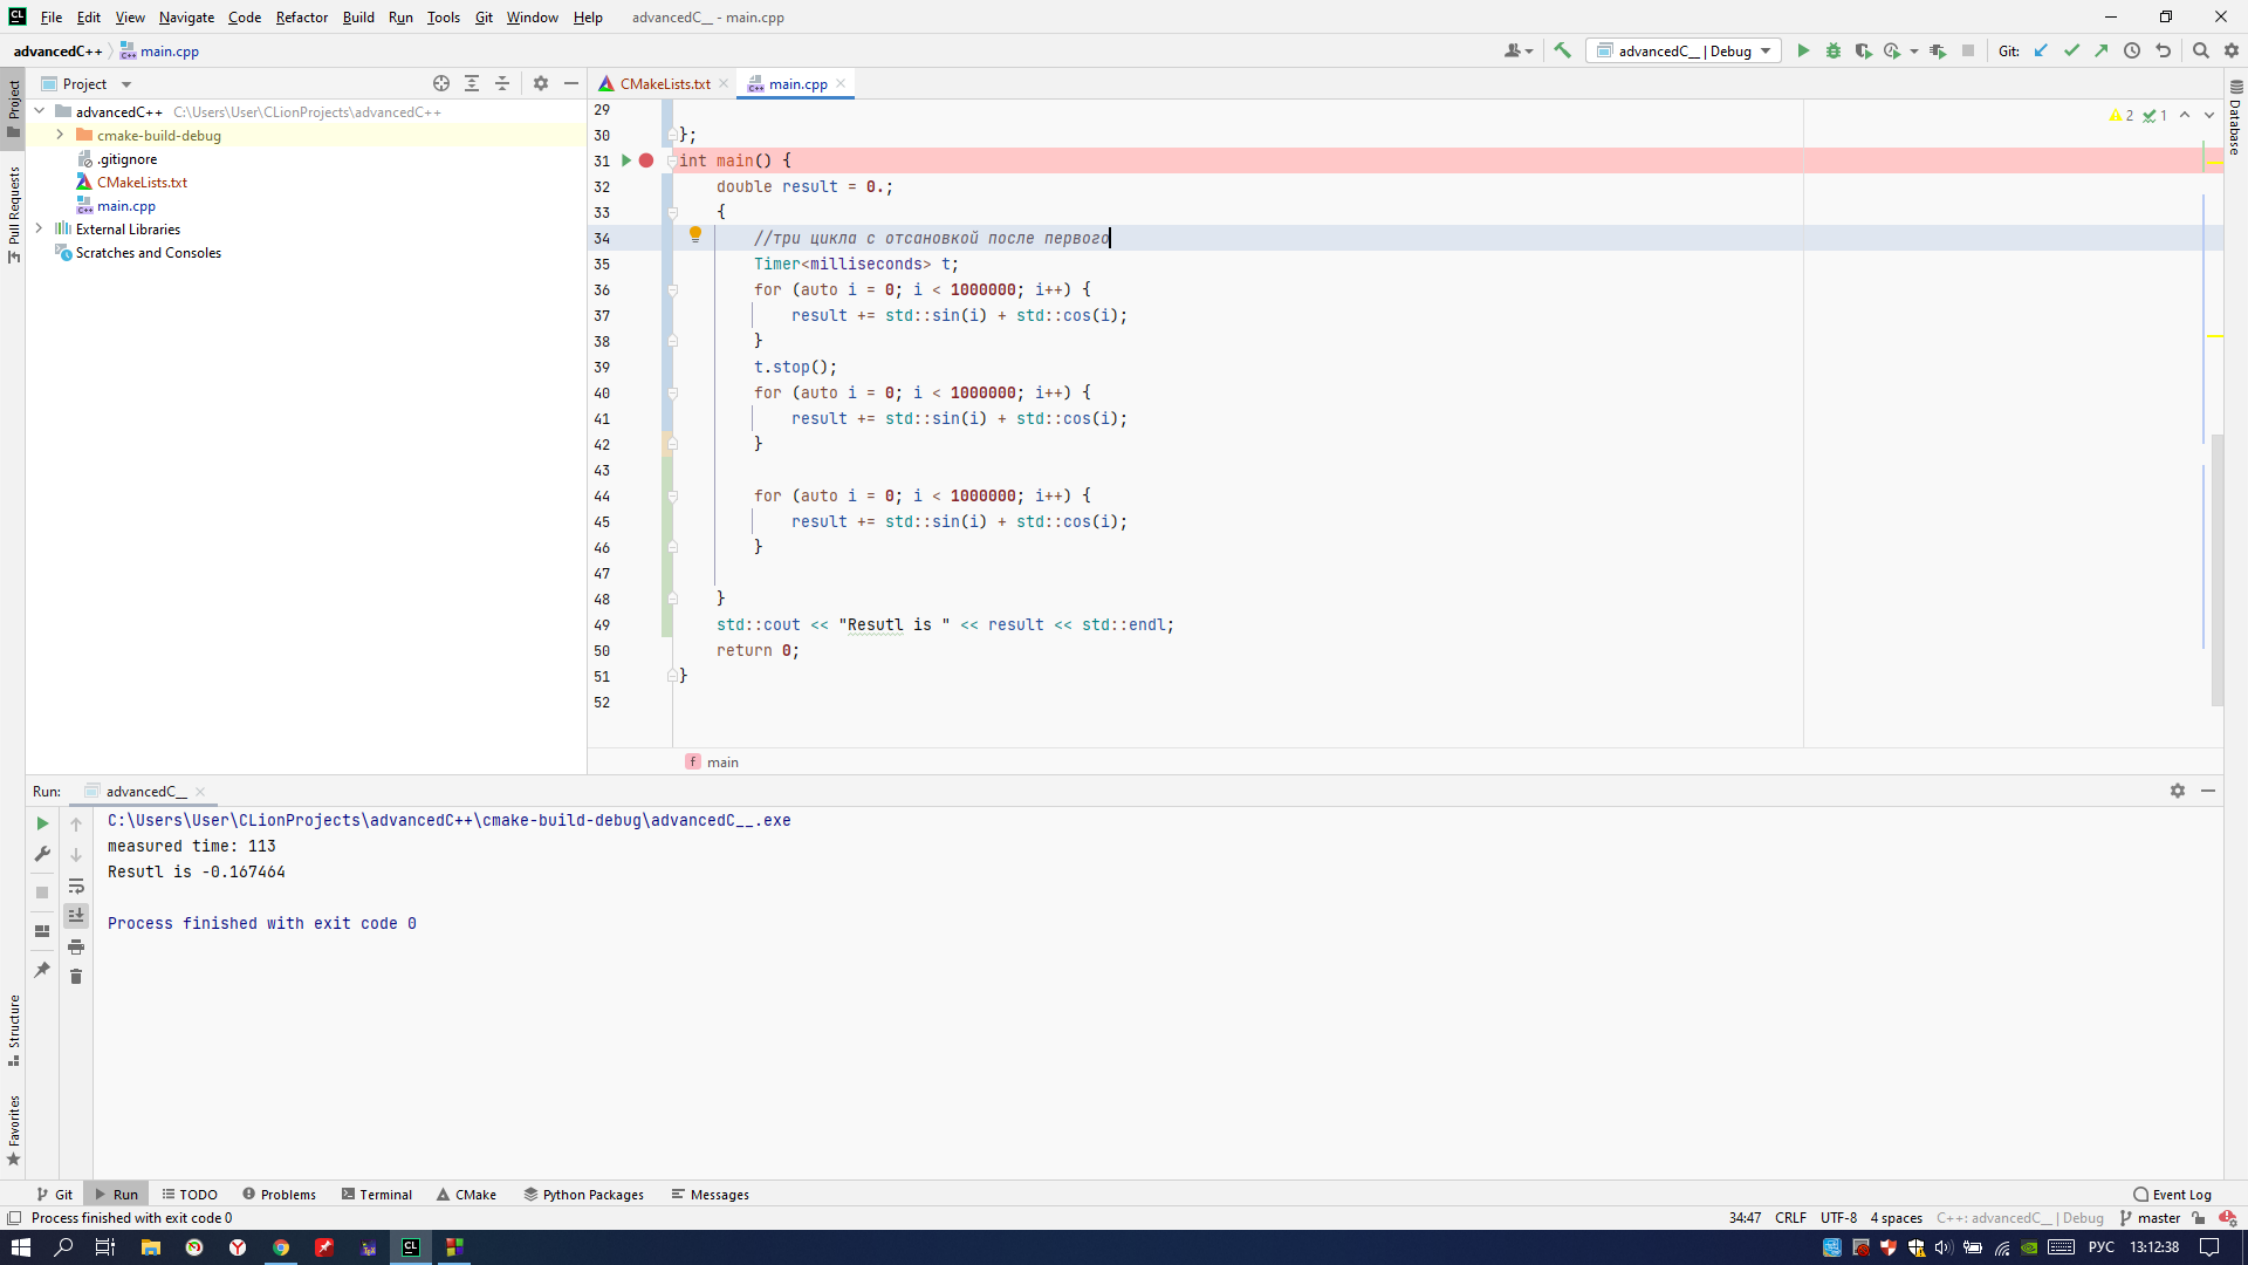 File Edit View Navigate Code Refactor Build Run Tools Git Window Help advancedC__ - main.cpp
advancedC++ main.cpp advancedC__ | Debug Git:
Project CMakeLists.txt main.cpp
advancedC++ C:\Users\User\CLionProjects\advancedC++
cmake-build-debug
.gitignore
CMakeLists.txt
main.cpp
External Libraries
Scratches and Consoles
Project
Pull Requests
Structure
Favorites
Database
2 1
29
30 };
31 int main() {
32 double result = 0.;
33 {
34 //три цикла с отсановкой после первого
35 Timer<milliseconds> t;
36 for (auto i = 0; i < 1000000; i++) {
37 result += std::sin(i) + std::cos(i);
38 }
39 t.stop();
40 for (auto i = 0; i < 1000000; i++) {
41 result += std::sin(i) + std::cos(i);
42 }
43
44 for (auto i = 0; i < 1000000; i++) {
45 result += std::sin(i) + std::cos(i);
46 }
47
48 }
49 std::cout << "Resutl is " << result << std::endl;
50 return 0;
51 }
52
f main
Run: advancedC__
C:\Users\User\CLionProjects\advancedC++\cmake-build-debug\advancedC__.exe
measured time: 113
Resutl is -0.167464
Process finished with exit code 0
Git Run TODO Problems Terminal CMake Python Packages Messages Event Log
Process finished with exit code 0 34:47 CRLF UTF-8 4 spaces C++: advancedC__ | Debug master
РУС 13:12:38